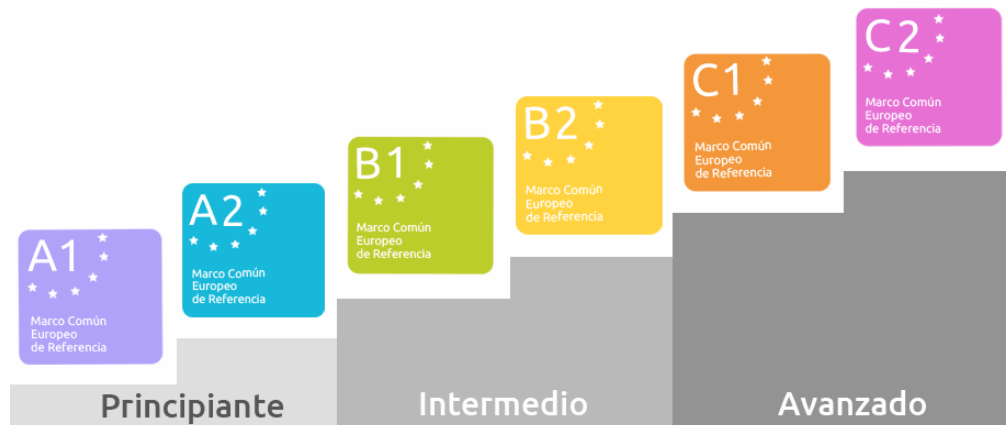 A1
Marco Común
Europeo
de Referencia
A2
Marco Común
Europeo
de Referencia
B1
Marco Común
Europeo
de Referencia
B2
Marco Común
Europeo
de Referencia
C1
Marco Común
Europeo
de Referencia
C2
Marco Común
Europeo
de Referencia
Principiante
Intermedio
Avanzado